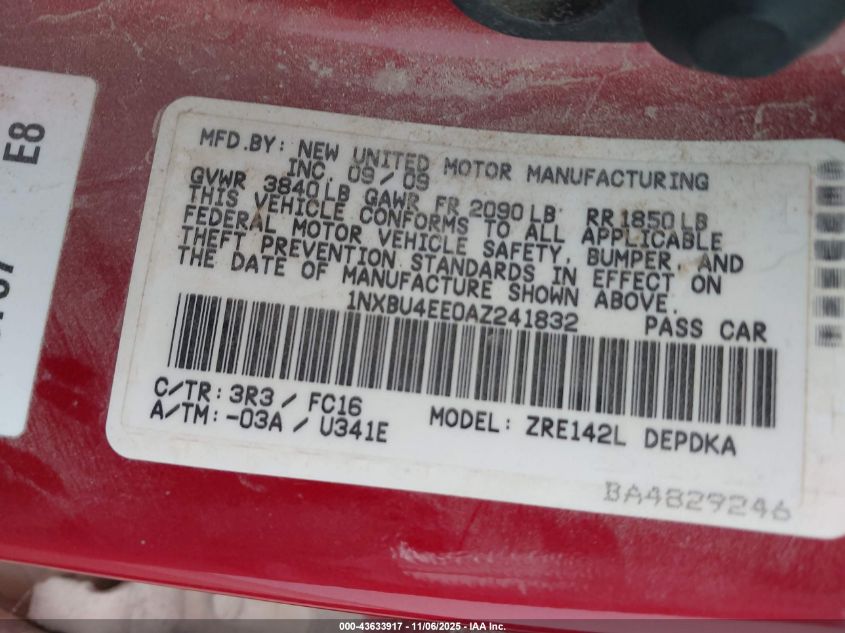 E8
MFD.BY: NEW UNITED MOTOR MANUFACTURING
INC. 09/09
GVWR 3840LB GAWR FR 2090LB RR1850LB
THIS VEHICLE CONFORMS TO ALL APPLICABLE
FEDERAL MOTOR VEHICLE SAFETY, BUMPER, AND
THEFT PREVENTION STANDARDS IN EFFECT ON
THE DATE OF MANUFACTURE SHOWN ABOVE.
1NXBU4EE0AZ241832 PASS CAR
C/TR: 3R3 / FC16
A/TM: -03A / U341E MODEL: ZRE142L DEPDKA
BA4829246
000-43633917 - 11/06/2025 - IAA Inc.